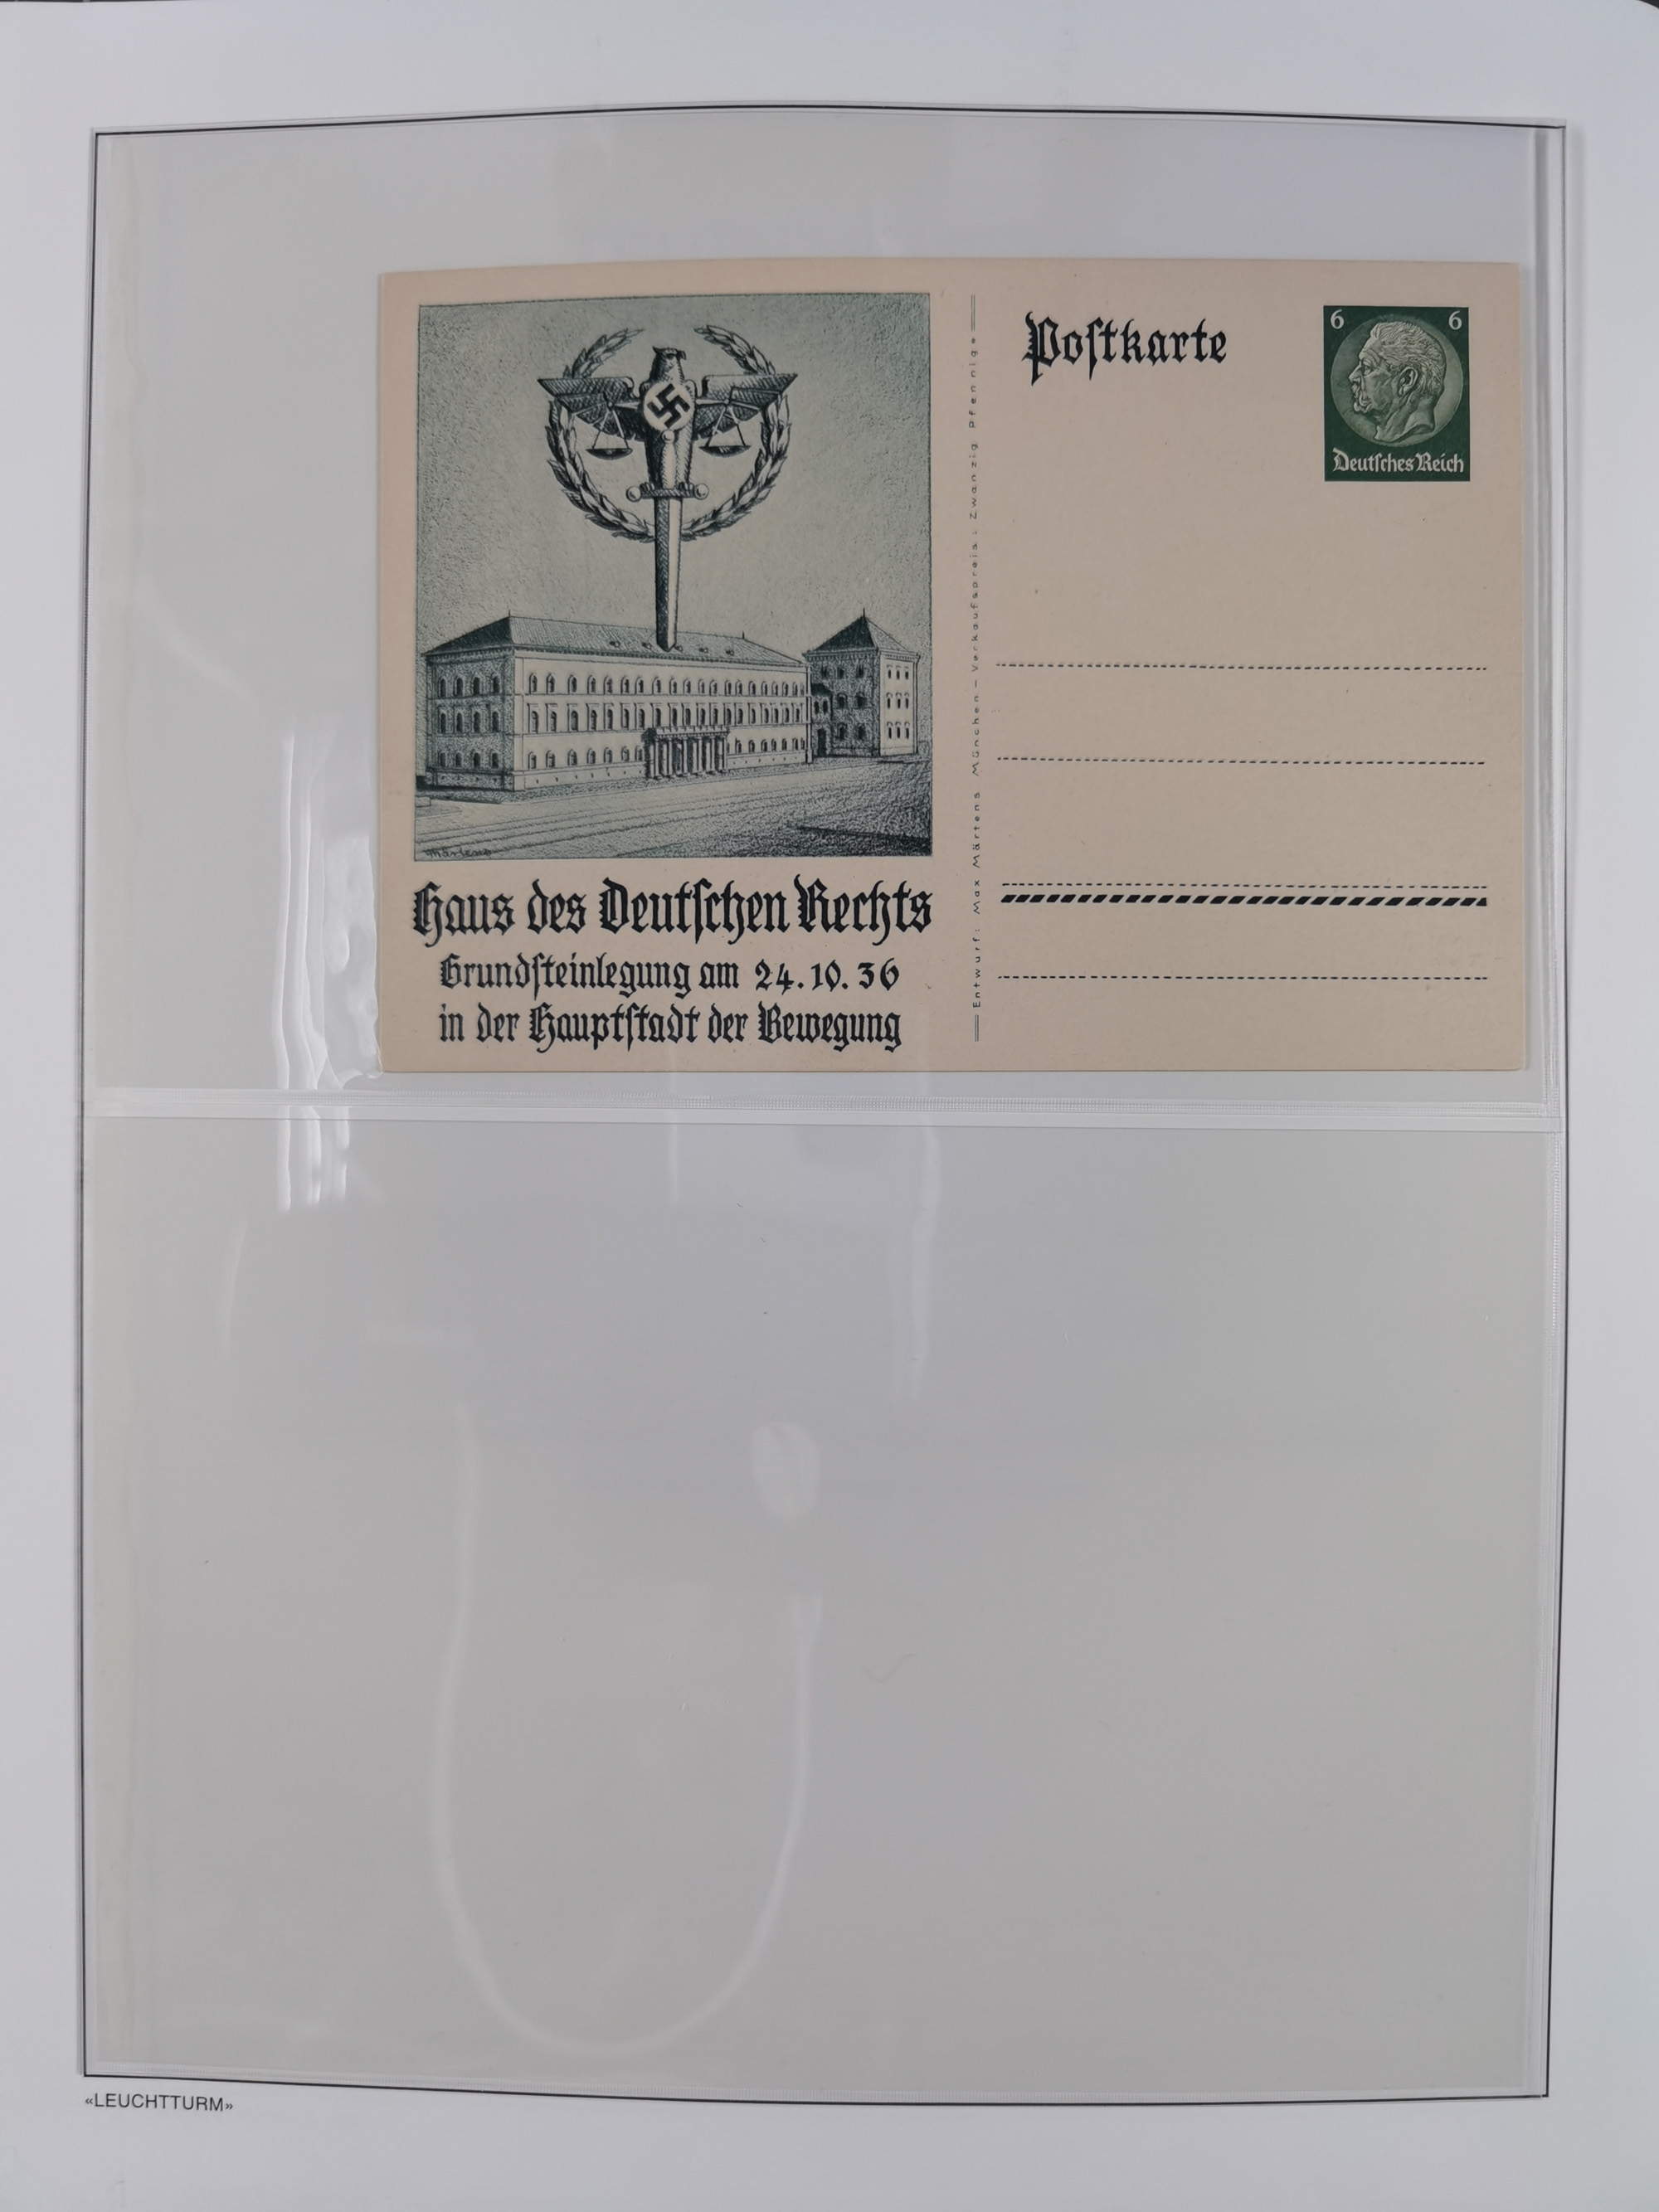 Haus des Deutſchen Rechts
Grundſteinlegung am 24.10.36
in der Hauptſtadt der Bewegung
Entwurf: Max Märtens München – Verkaufspreis: Zwanzig Pfennige
Poſtkarte
6 6
Deutſches Reich
Märtens
«LEUCHTTURM»